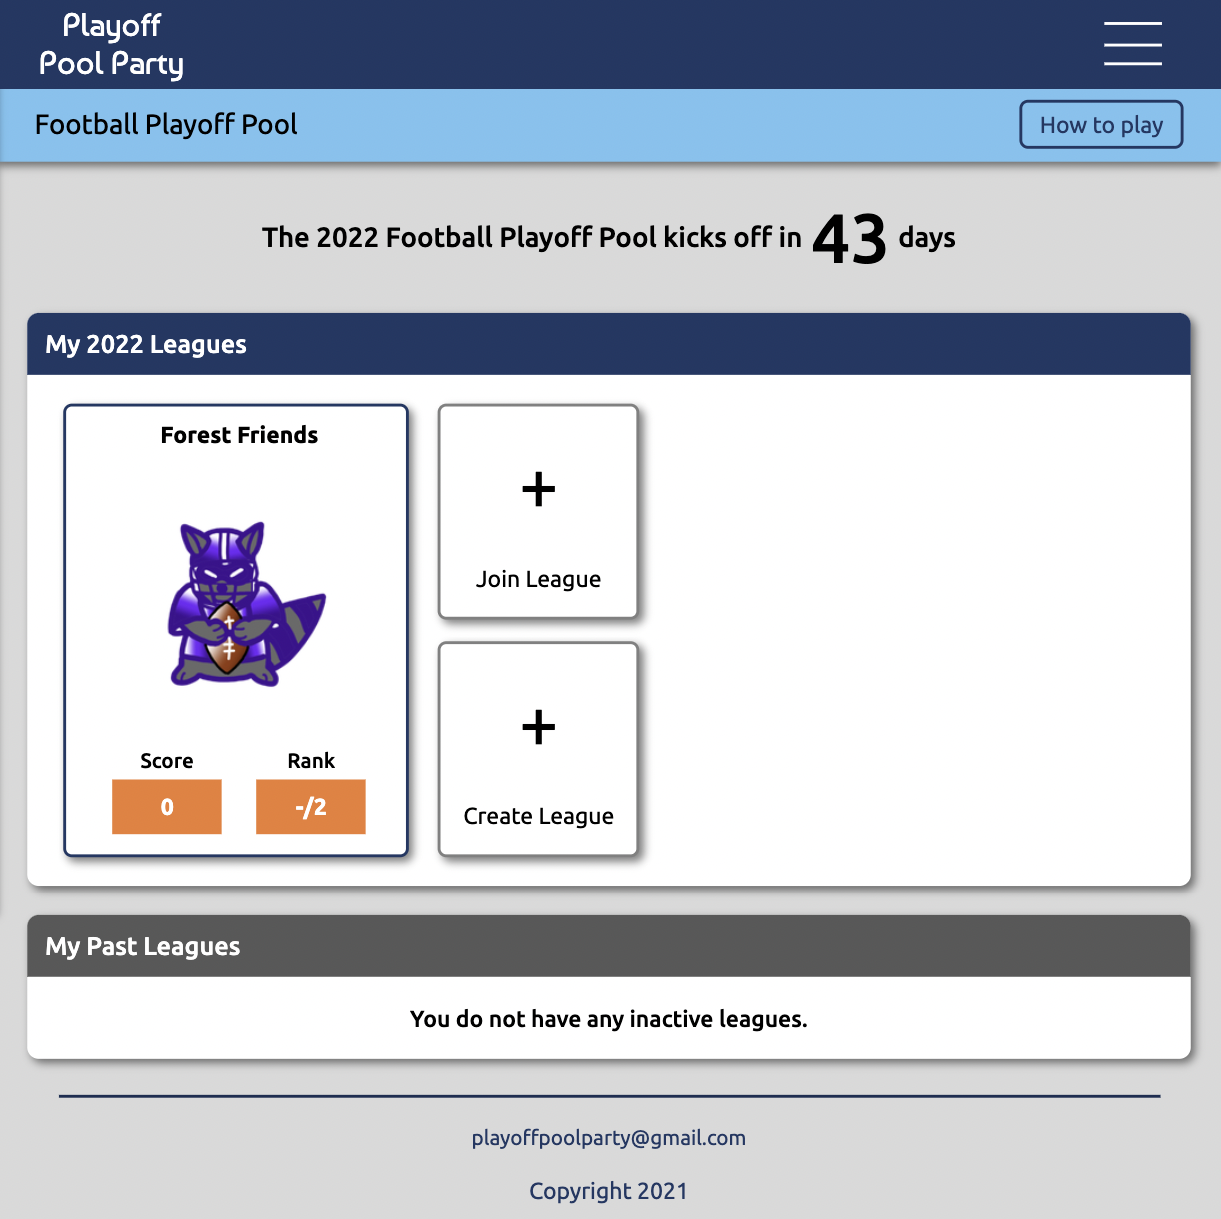 Playoff
Pool Party
Football Playoff Pool
How to play
The 2022 Football Playoff Pool kicks off in 43 days
My 2022 Leagues
Forest Friends
+
Join League
+
Create League
Score
Rank
0
-/2
My Past Leagues
You do not have any inactive leagues.
playoffpoolparty@gmail.com
Copyright 2021